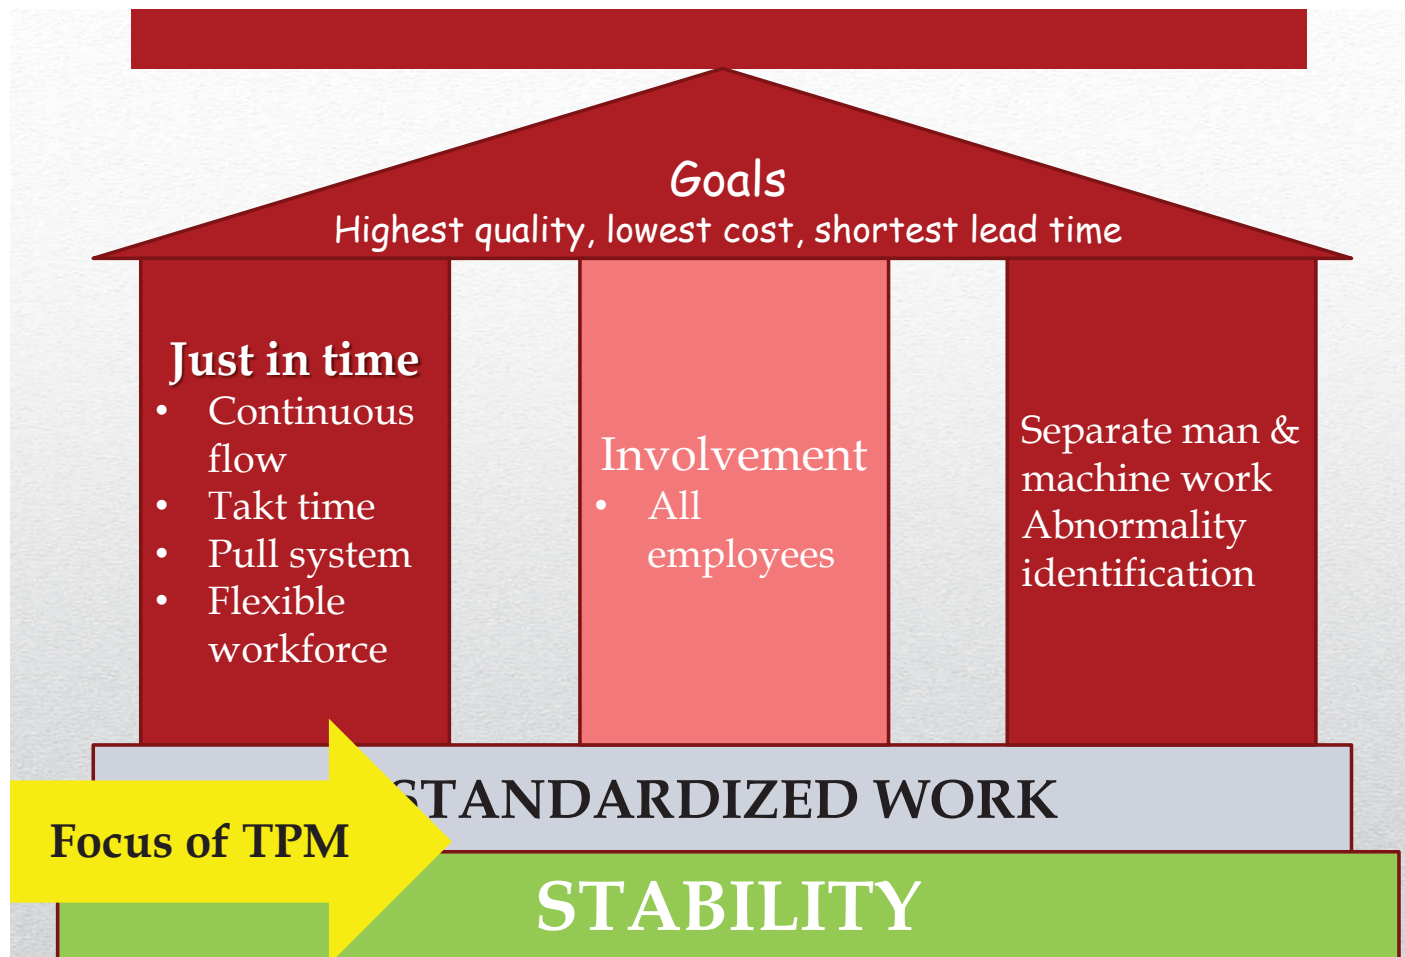 Goals
Highest quality, lowest cost, shortest lead time
Just in time
• Continuous
flow
• Takt time
• Pull system
• Flexible
workforce
Involvement
• All
employees
Separate man &
machine work
Abnormality
identification
STANDARDIZED WORK
Focus of TPM
STABILITY